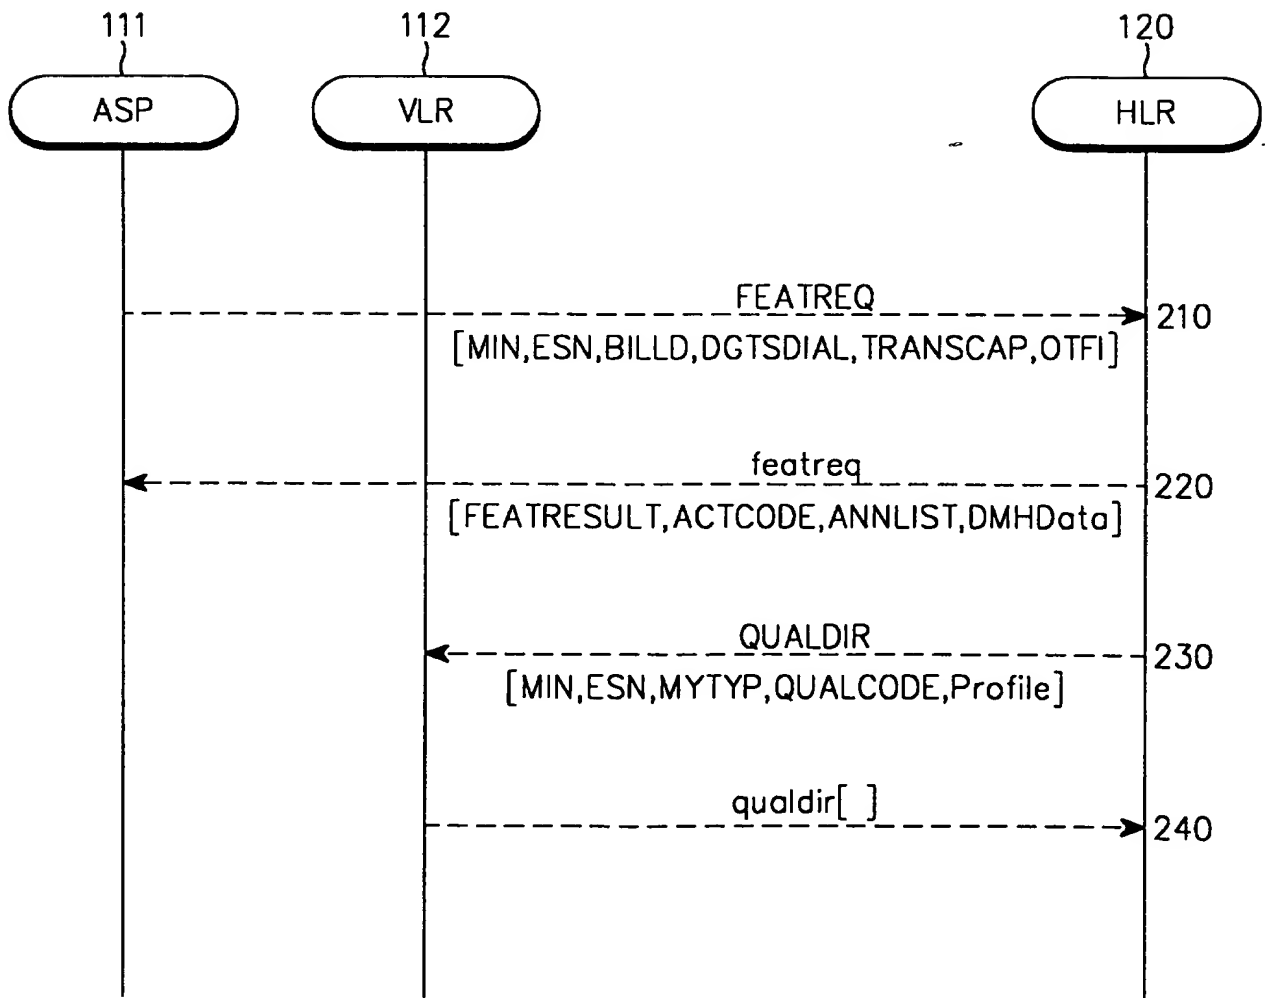 111 112 120
ASP VLR HLR
FEATREQ
210
[MIN,ESN,BILLD,DGTSDIAL,TRANSCAP,OTFI]
featreq
220
[FEATRESULT,ACTCODE,ANNLIST,DMHData]
QUALDIR
230
[MIN,ESN,MYTYP,QUALCODE,Profile]
qualdir[ ]
240